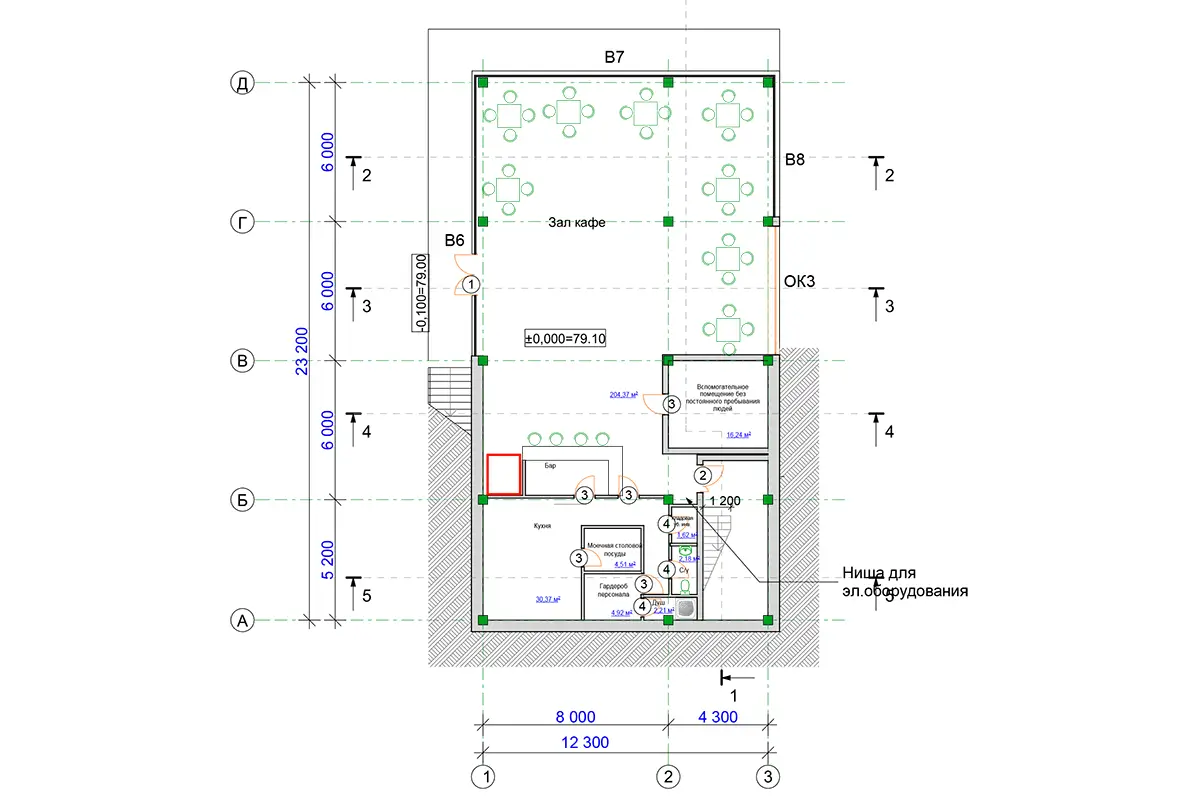 В7
Д
6 000
2
В8
2
Г
Зал кафе
В6
-0,100=79.00
1
ОК3
6 000
3
3
23 200
±0,000=79.10
В
Вспомогательное
помещение без
постоянного пребывания
людей
204,37 м²
3
16,24 м²
6 000
4
4
Бар
2
3
3
1 200
Б
Кухня
4
1,62 м²
Моечная столовой
посуды
4,51 м²
3
2,18 м²
С/у
4
5 200
Ниша для
эл.оборудования
5
5
Гардероб
персонала
3
30,37 м²
4,92 м²
4
Душ
2,21 м²
А
1
8 000
4 300
12 300
1
2
3